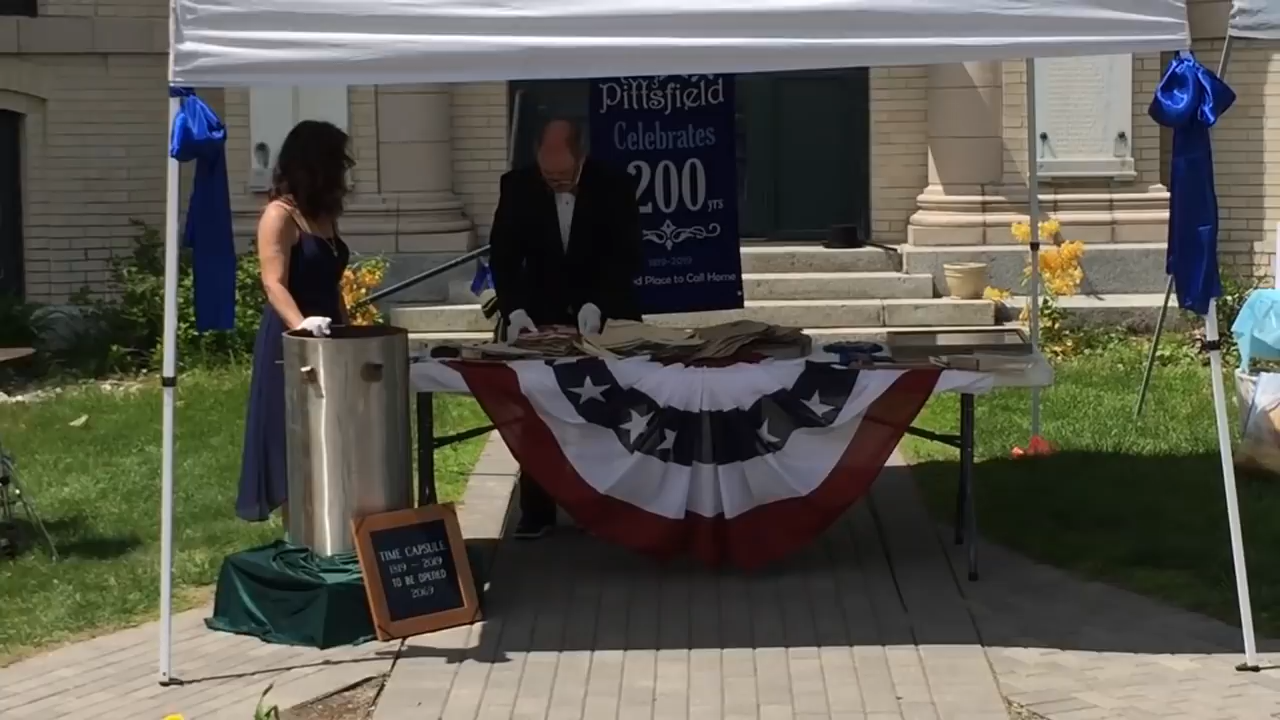 Pittsfield
Celebrates
200 yrs
1819-2019
d Place to Call Home
TIME CAPSULE
1819 ~ 2019
TO BE OPENED
2069